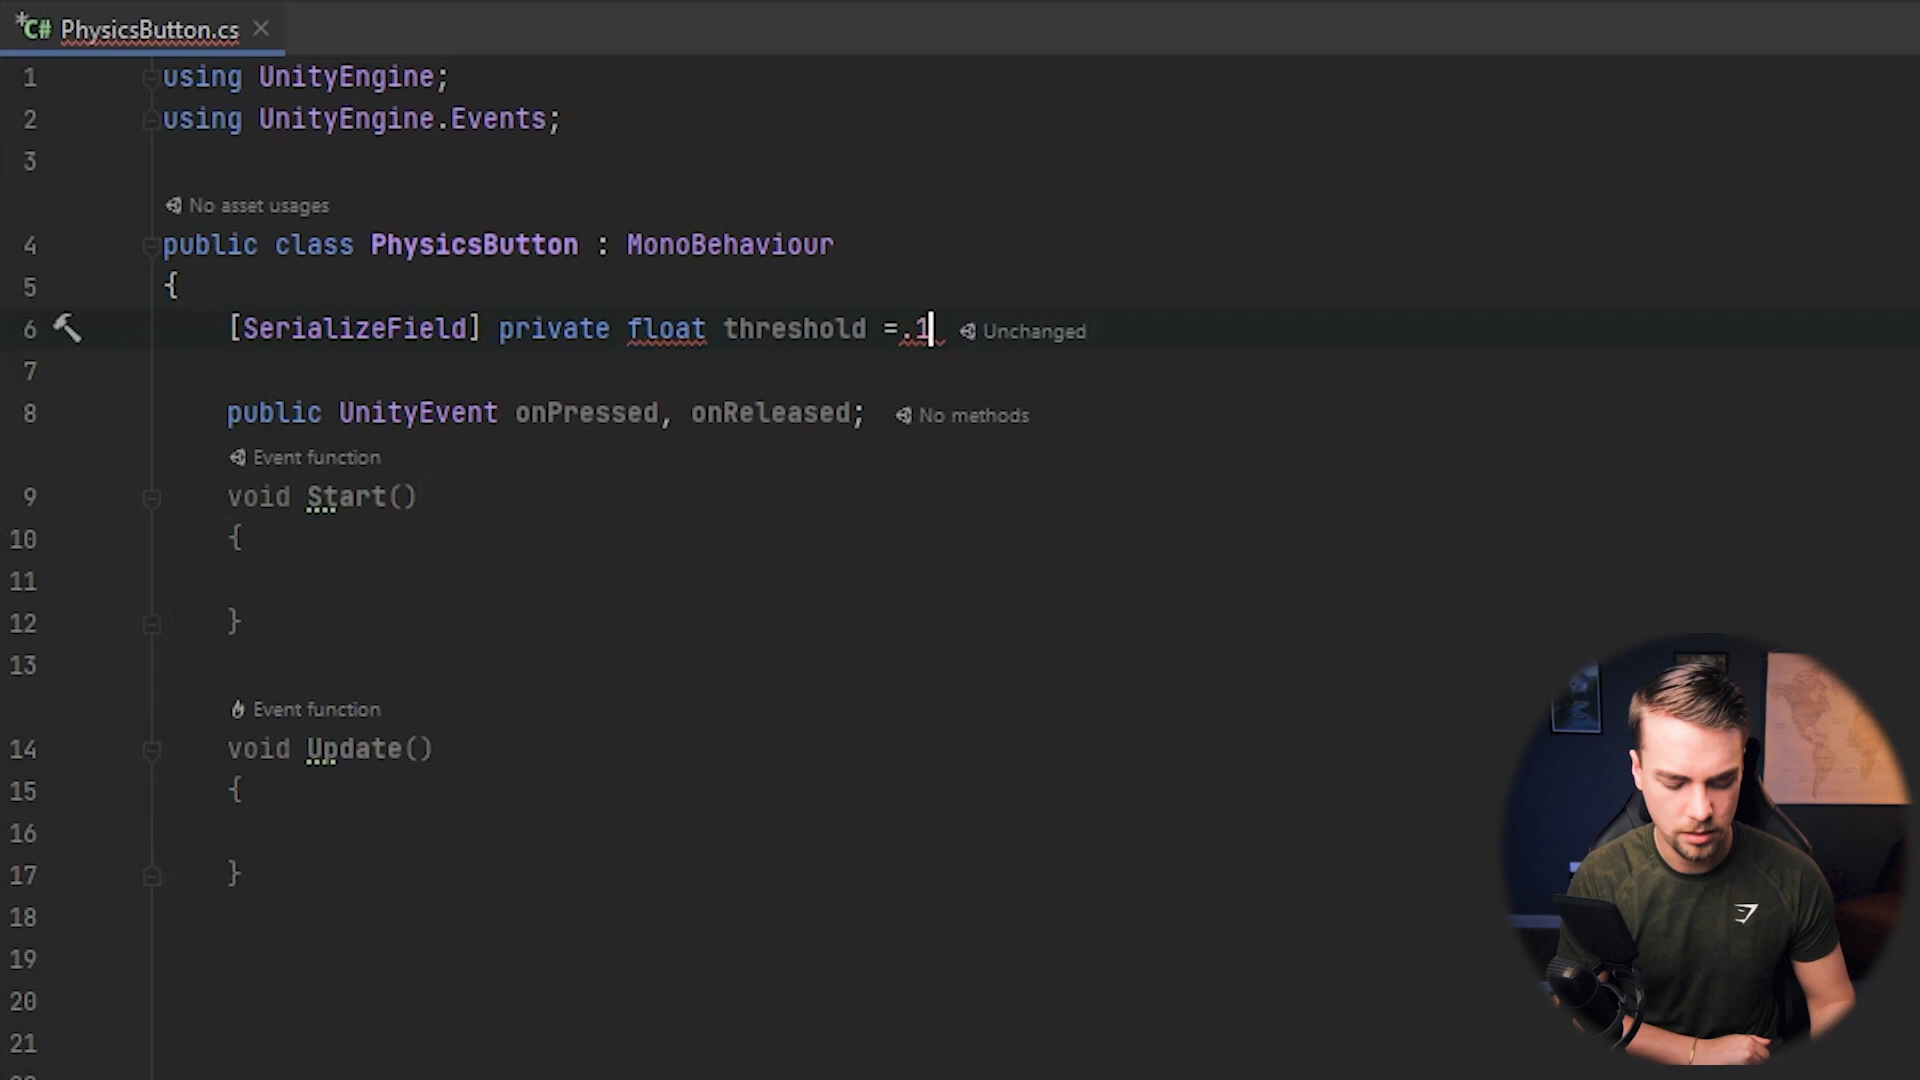 C# PhysicsButton.cs
1 using UnityEngine;
2 using UnityEngine.Events;
3
No asset usages
4 public class PhysicsButton : MonoBehaviour
5 {
6 [SerializeField] private float threshold =.1 Unchanged
7
8 public UnityEvent onPressed, onReleased; No methods
Event function
9 void Start()
10 {
11
12 }
13
Event function
14 void Update()
15 {
16
17 }
18
19
20
21